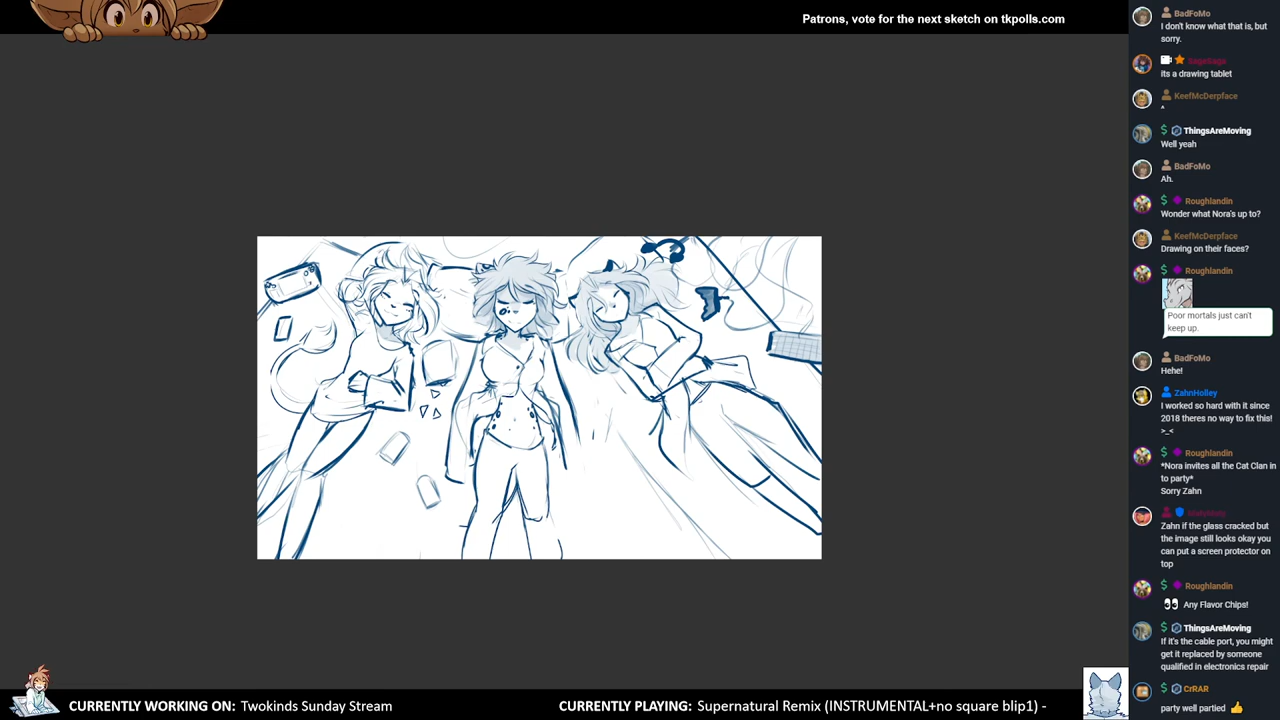 Patrons, vote for the next sketch on tkpolls.com
BadFoMo
I don't know what that is, but
sorry.
SageSaga
its a drawing tablet
KeefMcDerpface
^
ThingsAreMoving
Well yeah
BadFoMo
Ah.
Roughlandin
Wonder what Nora's up to?
KeefMcDerpface
Drawing on their faces?
Roughlandin
Poor mortals just can't
keep up.
BadFoMo
Hehe!
ZahnHolley
I worked so hard with it since
2018 theres no way to fix this!
>_<
Roughlandin
*Nora invites all the Cat Clan in
to party*
Sorry Zahn
Zahn if the glass cracked but
the image still looks okay you
can put a screen protector on
top
Roughlandin
Any Flavor Chips!
ThingsAreMoving
If it's the cable port, you might
get it replaced by someone
qualified in electronics repair
CrRAR
party well partied
CURRENTLY WORKING ON: Twokinds Sunday Stream
CURRENTLY PLAYING: Supernatural Remix (INSTRUMENTAL+no square blip1) -